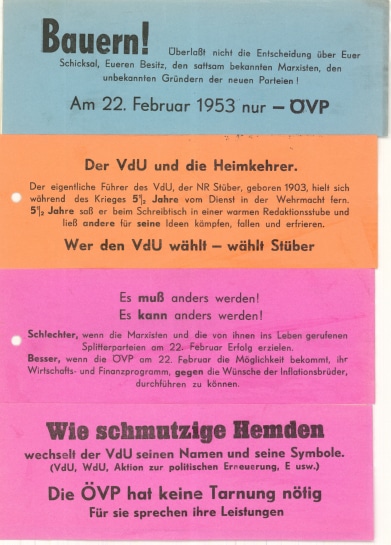 Bauern! Überlaßt nicht die Entscheidung über Euer
Schicksal, Eueren Besitz, den sattsam bekannten Marxisten, den
unbekannten Gründern der neuen Parteien!
Am 22. Februar 1953 nur — ÖVP
Der VdU und die Heimkehrer.
Der eigentliche Führer des VdU, der NR Stüber, geboren 1903, hielt sich
während des Krieges 5½ Jahre vom Dienst in der Wehrmacht fern.
5½ Jahre saß er beim Schreibtisch in einer warmen Redaktionsstube und
ließ andere für seine Ideen kämpfen, fallen und erfrieren.
Wer den VdU wählt — wählt Stüber
Es muß anders werden!
Es kann anders werden!
Schlechter, wenn die Marxisten und die von ihnen ins Leben gerufenen
Splitterparteien am 22. Februar Erfolg erzielen.
Besser, wenn die ÖVP am 22. Februar die Möglichkeit bekommt, ihr
Wirtschafts- und Finanzprogramm, gegen die Wünsche der Inflationsbrüder,
durchführen zu können.
Wie schmutzige Hemden
wechselt der VdU seinen Namen und seine Symbole.
(VdU, WdU, Aktion zur politischen Erneuerung, E usw.)
Die ÖVP hat keine Tarnung nötig
Für sie sprechen ihre Leistungen